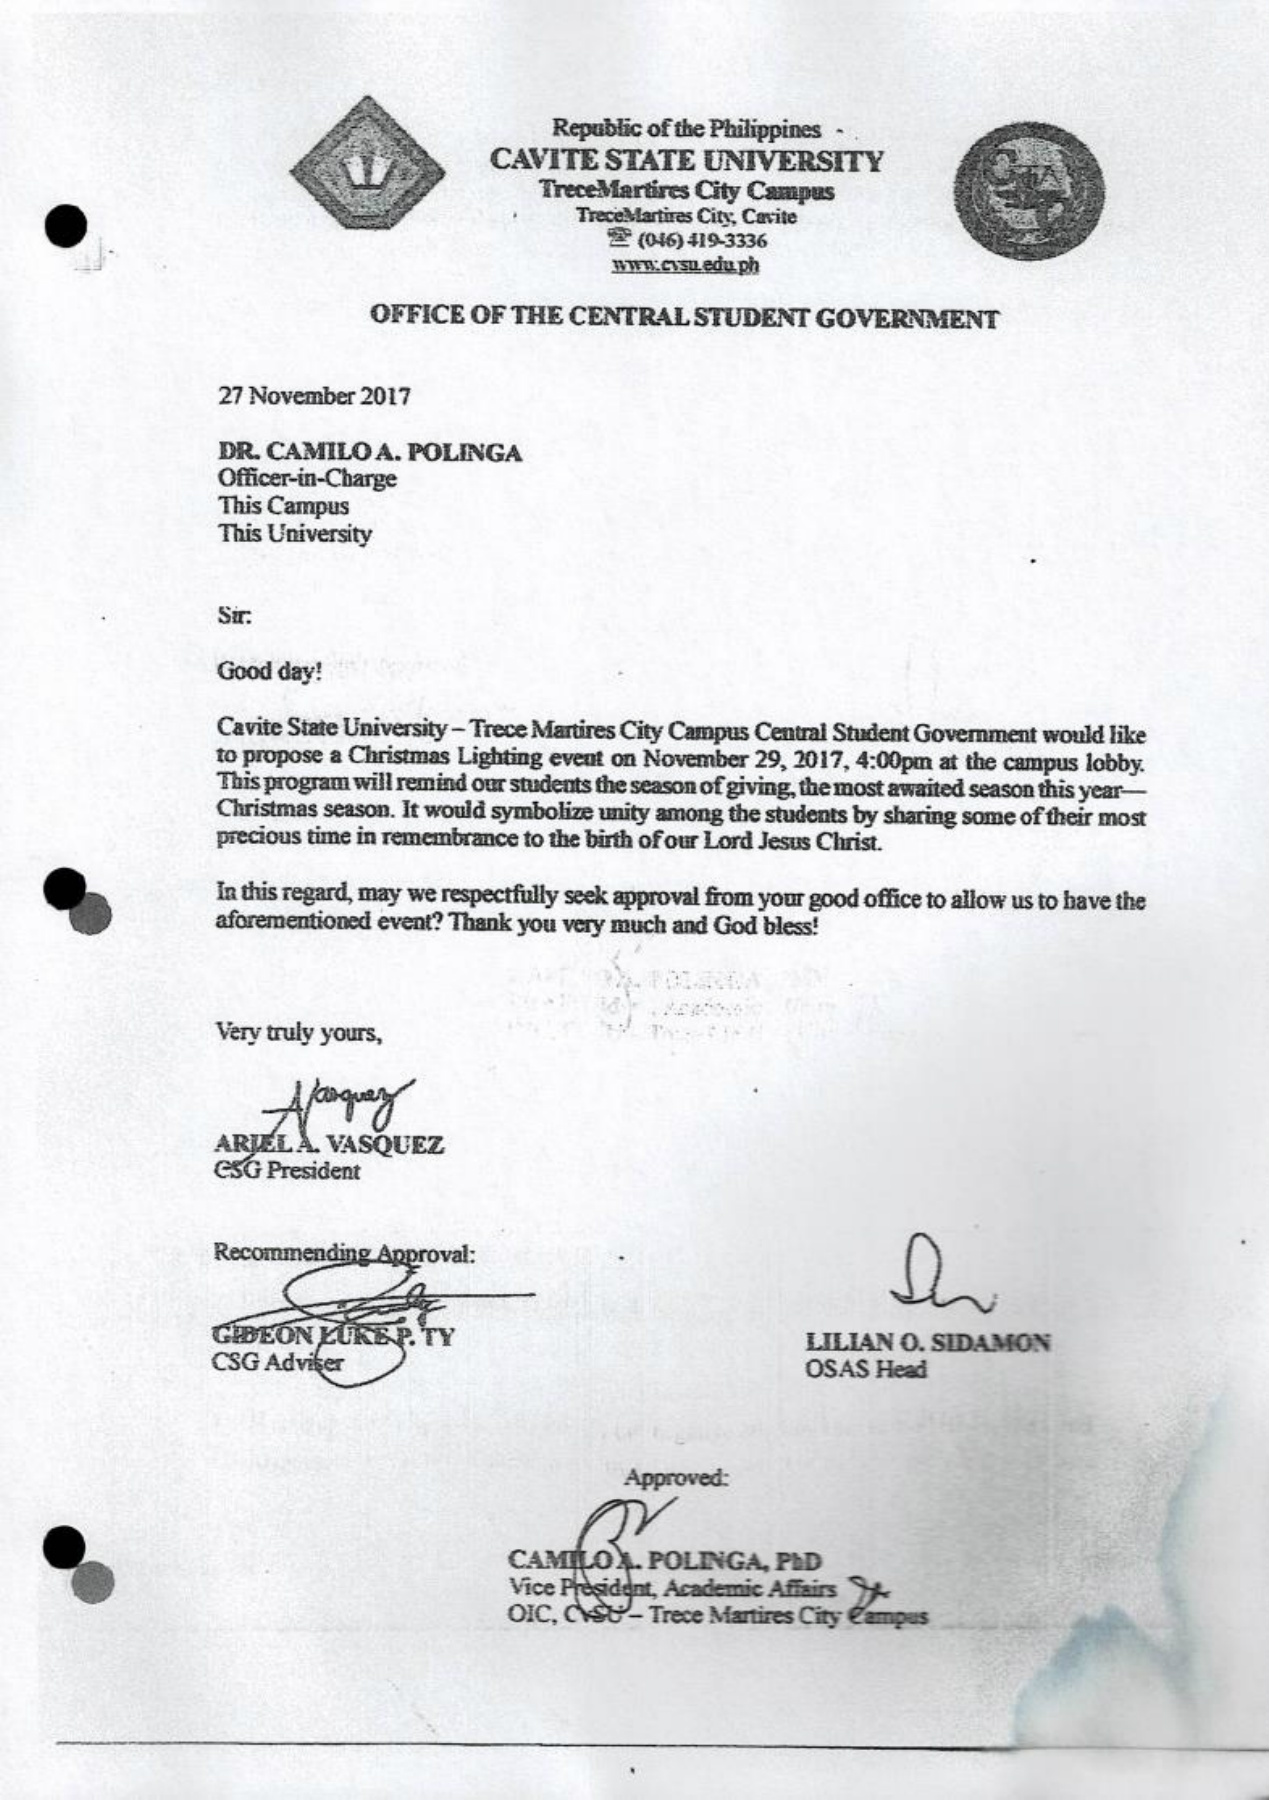 Republic of the Philippines
CAVITE STATE UNIVERSITY
TreceMartires City Campus
TreceMartires City, Cavite
☏ (046) 419-3336
www.cvsu.edu.ph
OFFICE OF THE CENTRAL STUDENT GOVERNMENT
27 November 2017
DR. CAMILO A. POLINGA
Officer-in-Charge
This Campus
This University
Sir:
Good day!
Cavite State University – Trece Martires City Campus Central Student Government would like
to propose a Christmas Lighting event on November 29, 2017, 4:00pm at the campus lobby.
This program will remind our students the season of giving, the most awaited season this year—
Christmas season. It would symbolize unity among the students by sharing some of their most
precious time in remembrance to the birth of our Lord Jesus Christ.
In this regard, may we respectfully seek approval from your good office to allow us to have the
aforementioned event? Thank you very much and God bless!
Very truly yours,
AVasquez
ARIEL A. VASQUEZ
CSG President
Recommending Approval:
GIDEON LUKE P. TY
CSG Adviser
LILIAN O. SIDAMON
OSAS Head
Approved:
CAMILO A. POLINGA, PhD
Vice President, Academic Affairs
OIC, CVSU – Trece Martires City Campus